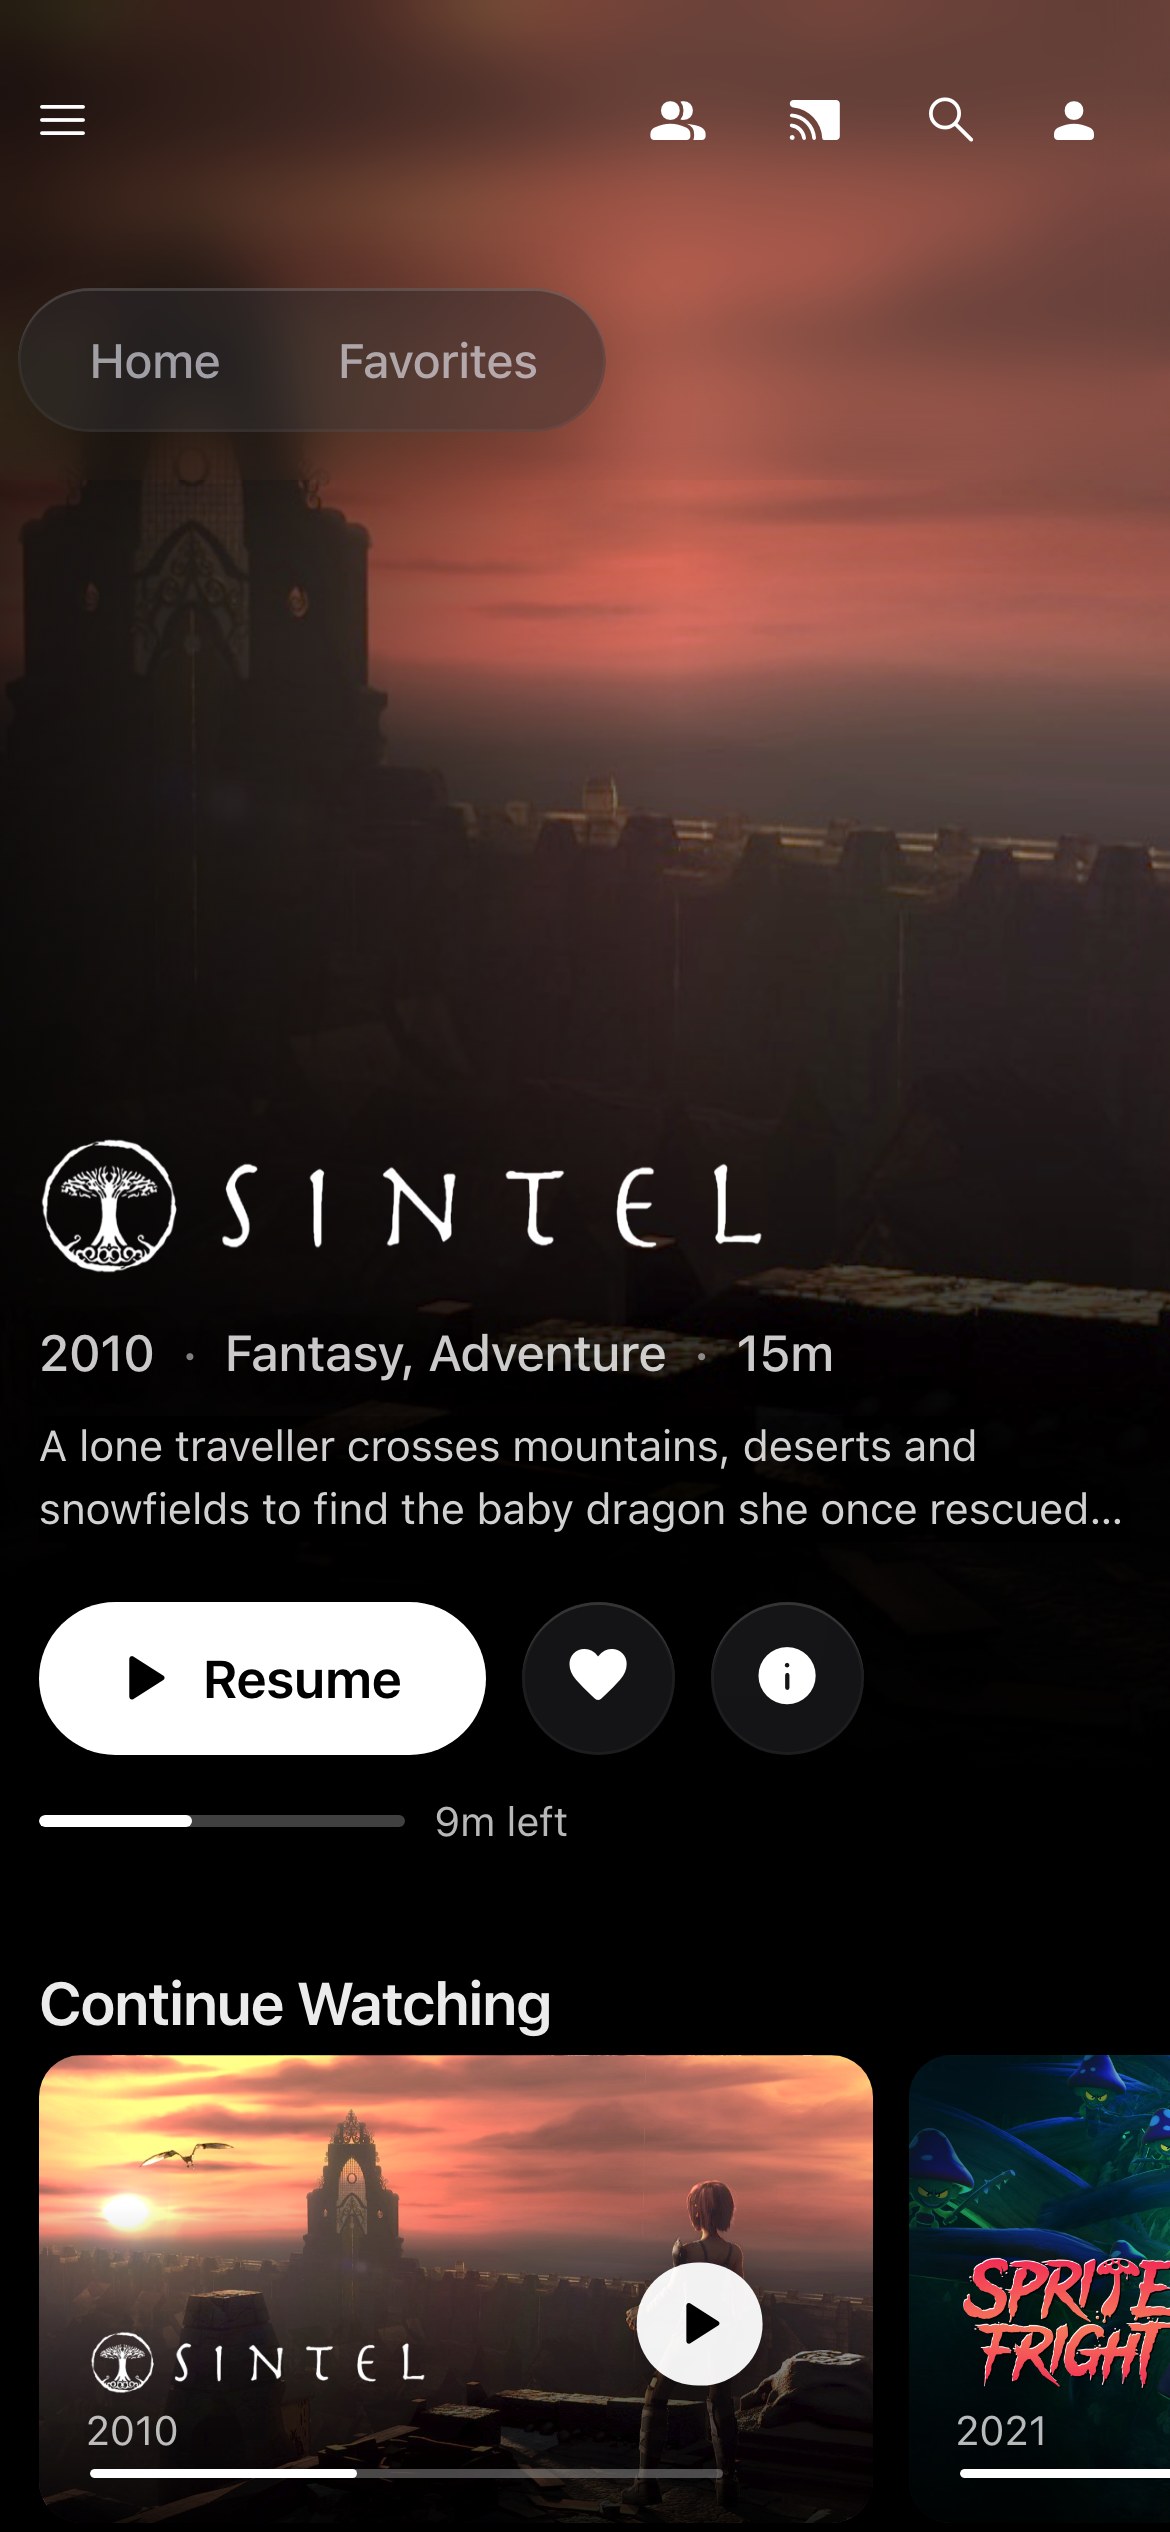 Home
Favorites
SINTEL
2010 · Fantasy, Adventure · 15m
A lone traveller crosses mountains, deserts and
snowfields to find the baby dragon she once rescued...
Resume
9m left
Continue Watching
SINTEL
2010
SPRITE
FRIGHT
2021